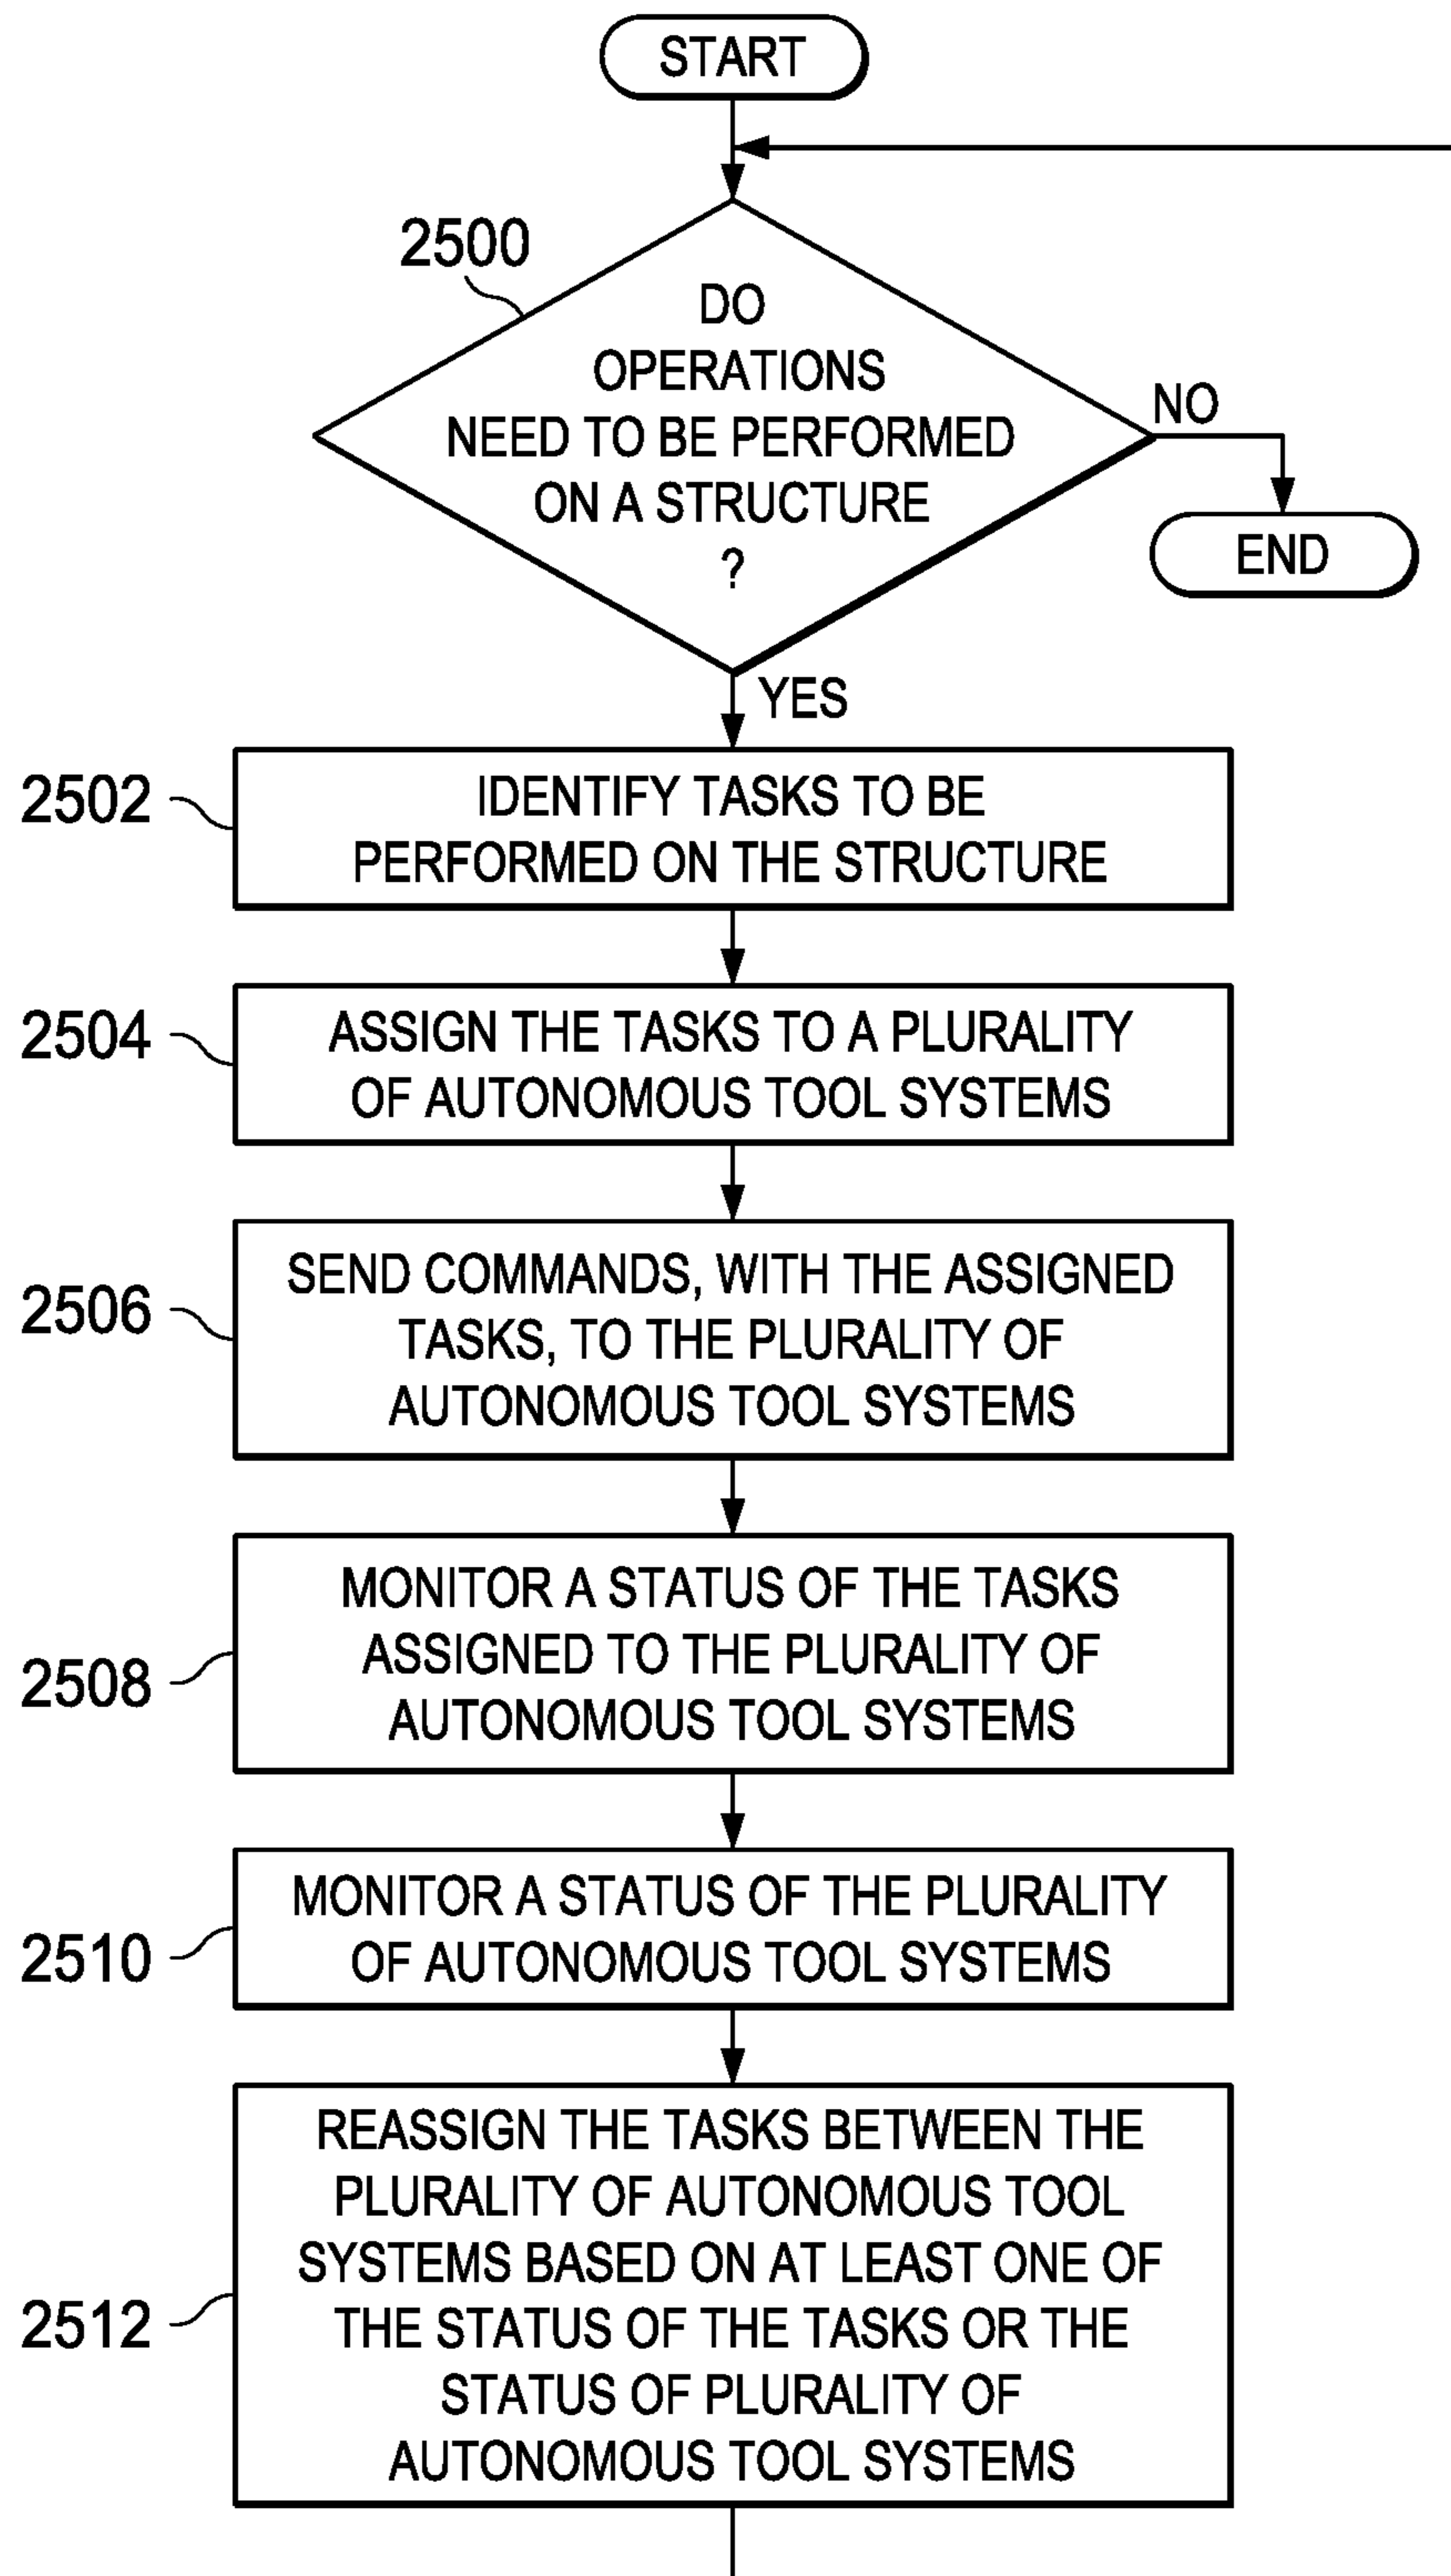 START
2500
DO
OPERATIONS
NEED TO BE PERFORMED
ON A STRUCTURE
?
NO
END
YES
2502
IDENTIFY TASKS TO BE
PERFORMED ON THE STRUCTURE
2504
ASSIGN THE TASKS TO A PLURALITY
OF AUTONOMOUS TOOL SYSTEMS
2506
SEND COMMANDS, WITH THE ASSIGNED
TASKS, TO THE PLURALITY OF
AUTONOMOUS TOOL SYSTEMS
2508
MONITOR A STATUS OF THE TASKS
ASSIGNED TO THE PLURALITY OF
AUTONOMOUS TOOL SYSTEMS
2510
MONITOR A STATUS OF THE PLURALITY
OF AUTONOMOUS TOOL SYSTEMS
2512
REASSIGN THE TASKS BETWEEN THE
PLURALITY OF AUTONOMOUS TOOL
SYSTEMS BASED ON AT LEAST ONE OF
THE STATUS OF THE TASKS OR THE
STATUS OF PLURALITY OF
AUTONOMOUS TOOL SYSTEMS